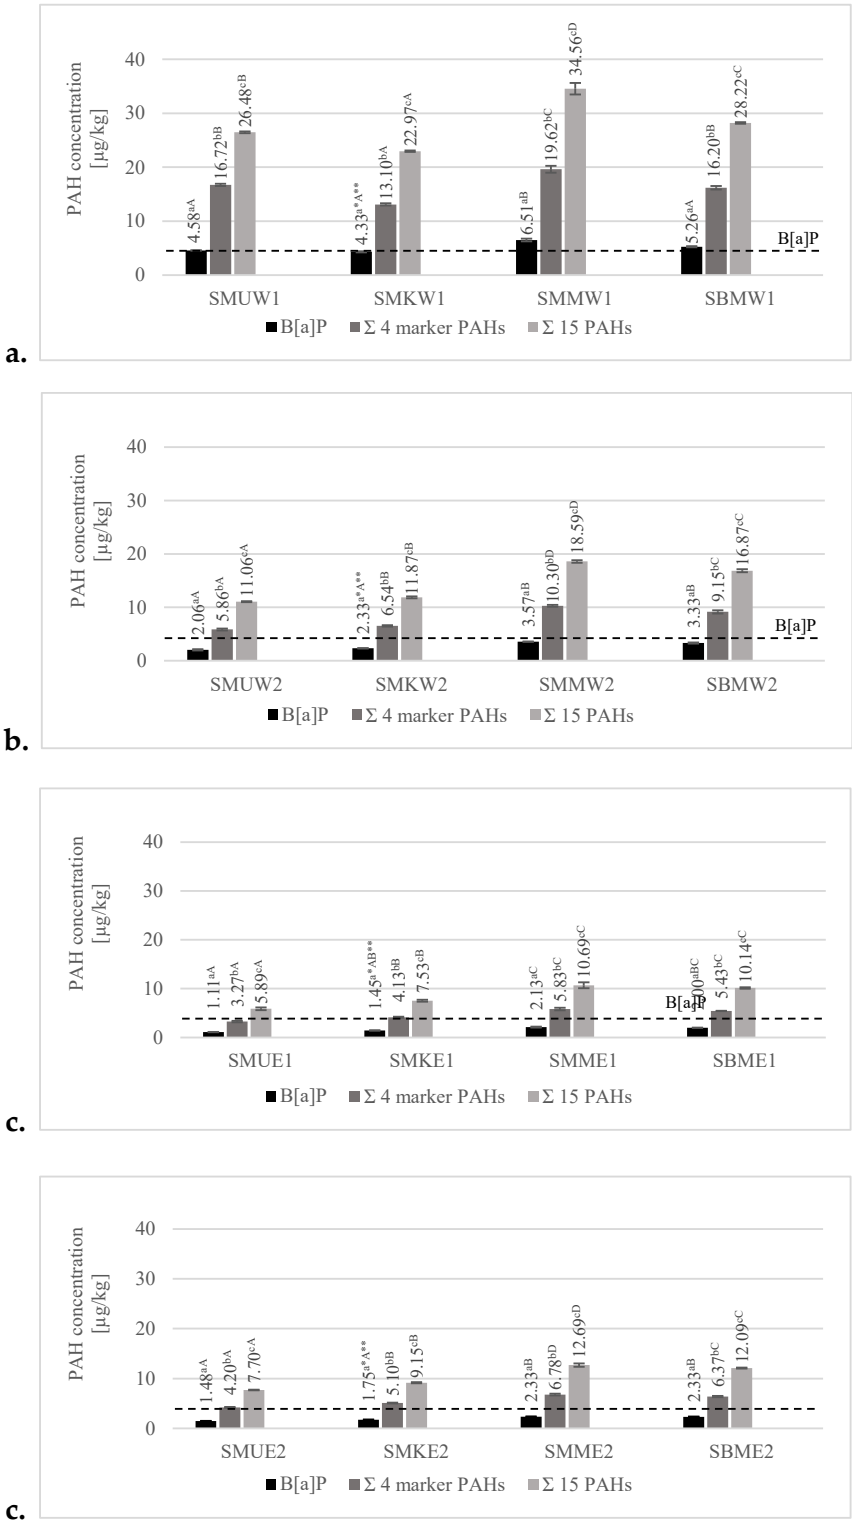 PAH concentration
[µg/kg]
40
30
20
10
0
4.58ᵃᴬ
16.72ᵇᴮ
26.48ᶜᴮ
4.33ᵃ*ᴬ**
13.10ᵇᴬ
22.97ᶜᴬ
6.51ᵃᴮ
19.62ᵇᶜ
34.56ᶜᴰ
5.26ᵃᴬ
16.20ᵇᴮ
28.22ᶜᶜ
B[a]P
SMUW1 SMKW1 SMMW1 SBMW1
B[a]P Σ 4 marker PAHs Σ 15 PAHs
a.
PAH concentration
[µg/kg]
40
30
20
10
0
2.06ᵃᴬ
5.86ᵇᴬ
11.06ᶜᴬ
2.33ᵃ*ᴬ**
6.54ᵇᴮ
11.87ᶜᴮ
3.57ᵃᴮ
10.30ᵇᴰ
18.59ᶜᴰ
3.33ᵃᴮ
9.15ᵇᶜ
16.87ᶜᶜ
B[a]P
SMUW2 SMKW2 SMMW2 SBMW2
B[a]P Σ 4 marker PAHs Σ 15 PAHs
b.
PAH concentration
[µg/kg]
40
30
20
10
0
1.11ᵃᴬ
3.27ᵇᴬ
5.89ᶜᴬ
1.45ᵃ*ᴬᴮ**
4.13ᵇᴮ
7.53ᶜᴮ
2.13ᵃᶜ
5.83ᵇᶜ
10.69ᶜᶜ
5.43ᵇᶜ
10.14ᶜᶜ
B[a]P
SMUE1 SMKE1 SMME1 SBME1
B[a]P Σ 4 marker PAHs Σ 15 PAHs
c.
PAH concentration
[µg/kg]
40
30
20
10
0
1.48ᵃᴬ
4.20ᵇᴬ
7.70ᶜᴬ
1.75ᵃ*ᴬ**
5.10ᵇᴮ
9.15ᶜᴮ
2.33ᵃᴮ
6.78ᵇᴰ
12.69ᶜᴰ
2.33ᵃᴮ
6.37ᵇᶜ
12.09ᶜᶜ
SMUE2 SMKE2 SMME2 SBME2
B[a]P Σ 4 marker PAHs Σ 15 PAHs
c.